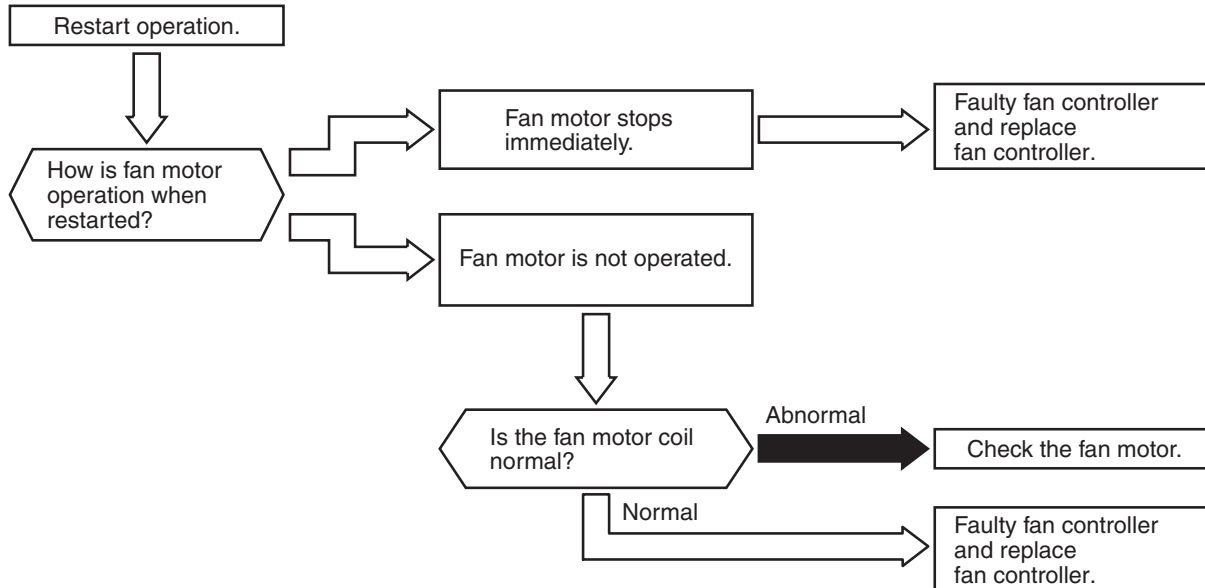 Restart operation.
How is fan motor
operation when
restarted?
Fan motor stops
immediately.
Faulty fan controller
and replace
fan controller.
Fan motor is not operated.
Is the fan motor coil
normal?
Abnormal
Check the fan motor.
Normal
Faulty fan controller
and replace
fan controller.